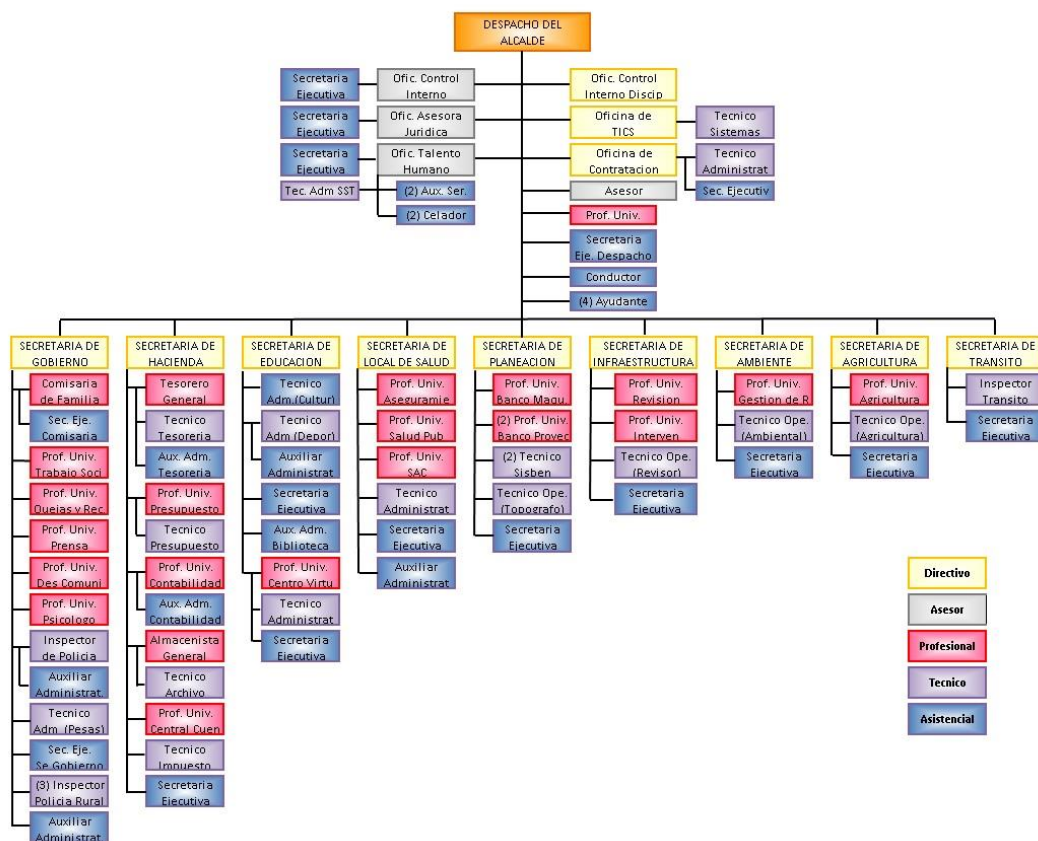 DESPACHO DEL
ALCALDE
Secretaria
Ejecutiva
Ofic. Control
Interno
Ofic. Control
Interno Discip
Secretaria
Ejecutiva
Ofic. Asesora
Juridica
Oficina de
TICS
Tecnico
Sistemas
Secretaria
Ejecutiva
Ofic. Talento
Humano
Oficina de
Contratacion
Tecnico
Administrat
Tec. Adm SST
(2) Aux. Ser.
Asesor
Sec. Ejecutiv
(2) Celador
Prof. Univ.
Secretaria
Eje. Despacho
Conductor
(4) Ayudante
SECRETARIA DE
GOBIERNO
Comisaria
de Familia
Sec. Eje.
Comisaria
Prof. Univ.
Trabajo Soci
Prof. Univ.
Quejas y Rec.
Prof. Univ.
Prensa
Prof. Univ.
Des Comuni
Prof. Univ.
Psicologo
Inspector
de Policia
Auxiliar
Administrat.
Tecnico
Adm. (Pesas)
Sec. Eje.
Se Gobierno
(3) Inspector
Policia Rural
Auxiliar
Administrat.
SECRETARIA DE
HACIENDA
Tesorero
General
Tecnico
Tesoreria
Aux. Adm.
Tesoreria
Prof. Univ.
Presupuesto
Tecnico
Presupuesto
Prof. Univ.
Contabilidad
Aux. Adm.
Contabilidad
Almacenista
General
Tecnico
Archivo
Prof. Univ.
Central Cuen
Tecnico
Impuesto
Secretaria
Ejecutiva
SECRETARIA DE
EDUCACION
Tecnico
Adm.(Cultur)
Tecnico
Adm (Depor)
Auxiliar
Administrat
Secretaria
Ejecutiva
Aux. Adm.
Biblioteca
Prof. Univ.
Centro Virtu
Tecnico
Administrat
Secretaria
Ejecutiva
SECRETARIA DE
LOCAL DE SALUD
Prof. Univ.
Aseguramie
Prof. Univ.
Salud Pub
Prof. Univ.
SAC
Tecnico
Administrat
Secretaria
Ejecutiva
Auxiliar
Administrat
SECRETARIA DE
PLANEACION
Prof. Univ.
Banco Maqu.
(2) Prof. Univ.
Banco Proyec
(2) Tecnico
Sisben
Tecnico Ope.
(Topografo)
Secretaria
Ejecutiva
SECRETARIA DE
INFRAESTRUCTURA
Prof. Univ.
Revision
Prof. Univ.
Interven
Tecnico Ope.
(Revisor)
Secretaria
Ejecutiva
SECRETARIA DE
AMBIENTE
Prof. Univ.
Gestion de R
Tecnico Ope.
(Ambiental)
Secretaria
Ejecutiva
SECRETARIA DE
AGRICULTURA
Prof. Univ.
Agricultura
Tecnico Ope.
(Agricultura)
Secretaria
Ejecutiva
SECRETARIA DE
TRANSITO
Inspector
Transito
Secretaria
Ejecutiva
Directivo
Asesor
Profesional
Tecnico
Asistencial